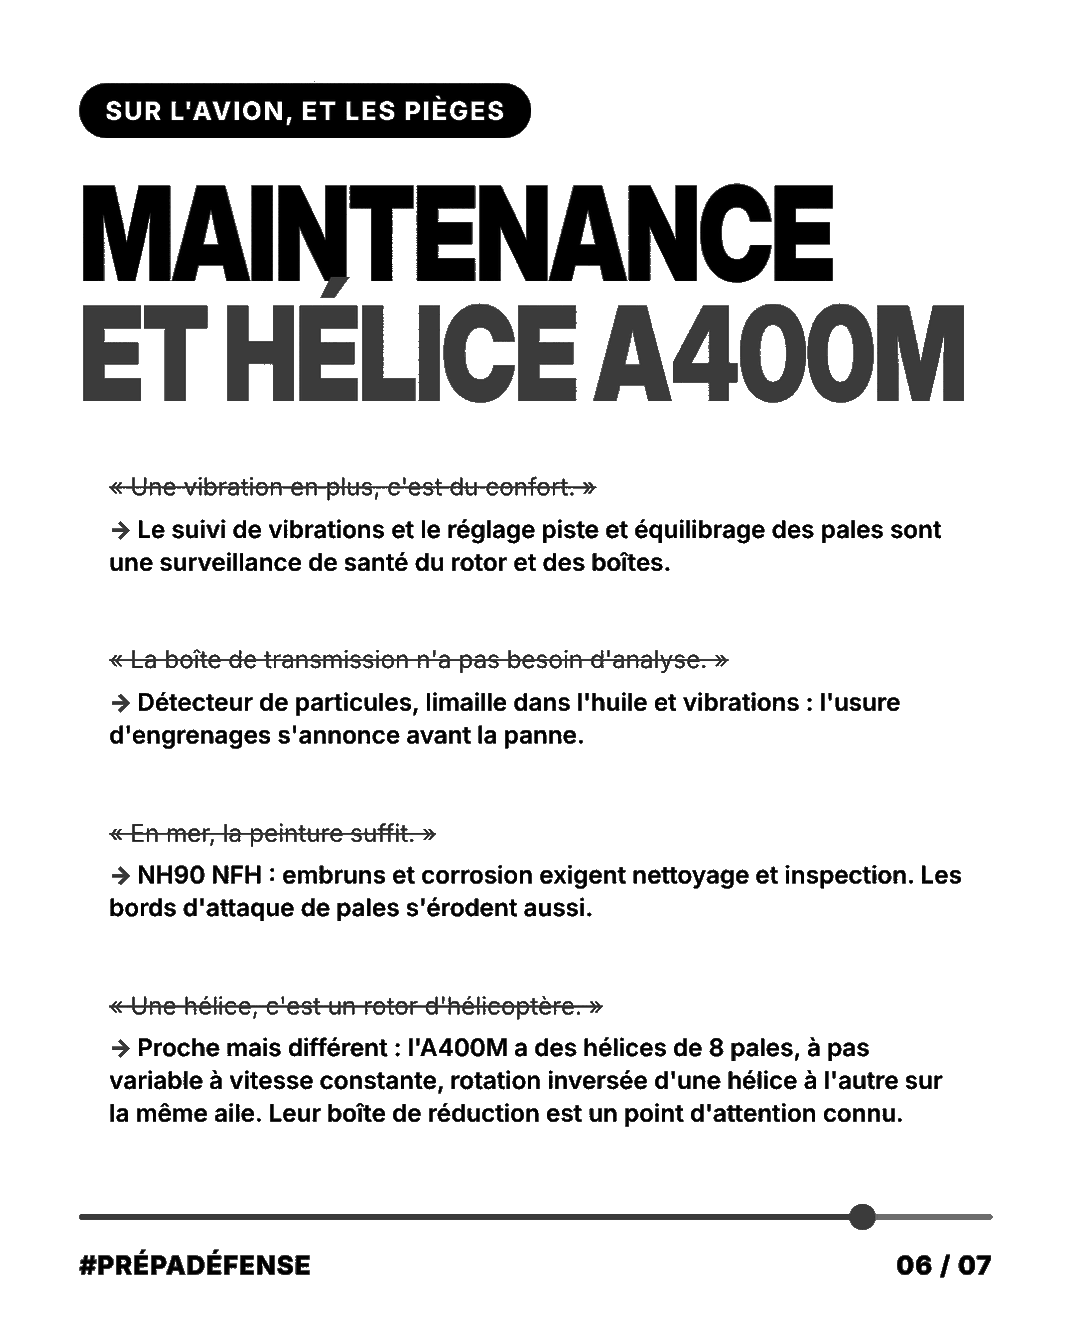 SUR L'AVION, ET LES PIÈGES
MAINTENANCE
ET HÉLICE A400M
« Une vibration en plus, c'est du confort. »
→ Le suivi de vibrations et le réglage piste et équilibrage des pales sont
une surveillance de santé du rotor et des boîtes.
« La boîte de transmission n'a pas besoin d'analyse. »
→ Détecteur de particules, limaille dans l'huile et vibrations : l'usure
d'engrenages s'annonce avant la panne.
« En mer, la peinture suffit. »
→ NH90 NFH : embruns et corrosion exigent nettoyage et inspection. Les
bords d'attaque de pales s'érodent aussi.
« Une hélice, c'est un rotor d'hélicoptère. »
→ Proche mais différent : l'A400M a des hélices de 8 pales, à pas
variable à vitesse constante, rotation inversée d'une hélice à l'autre sur
la même aile. Leur boîte de réduction est un point d'attention connu.
#PRÉPADÉFENSE
06 / 07